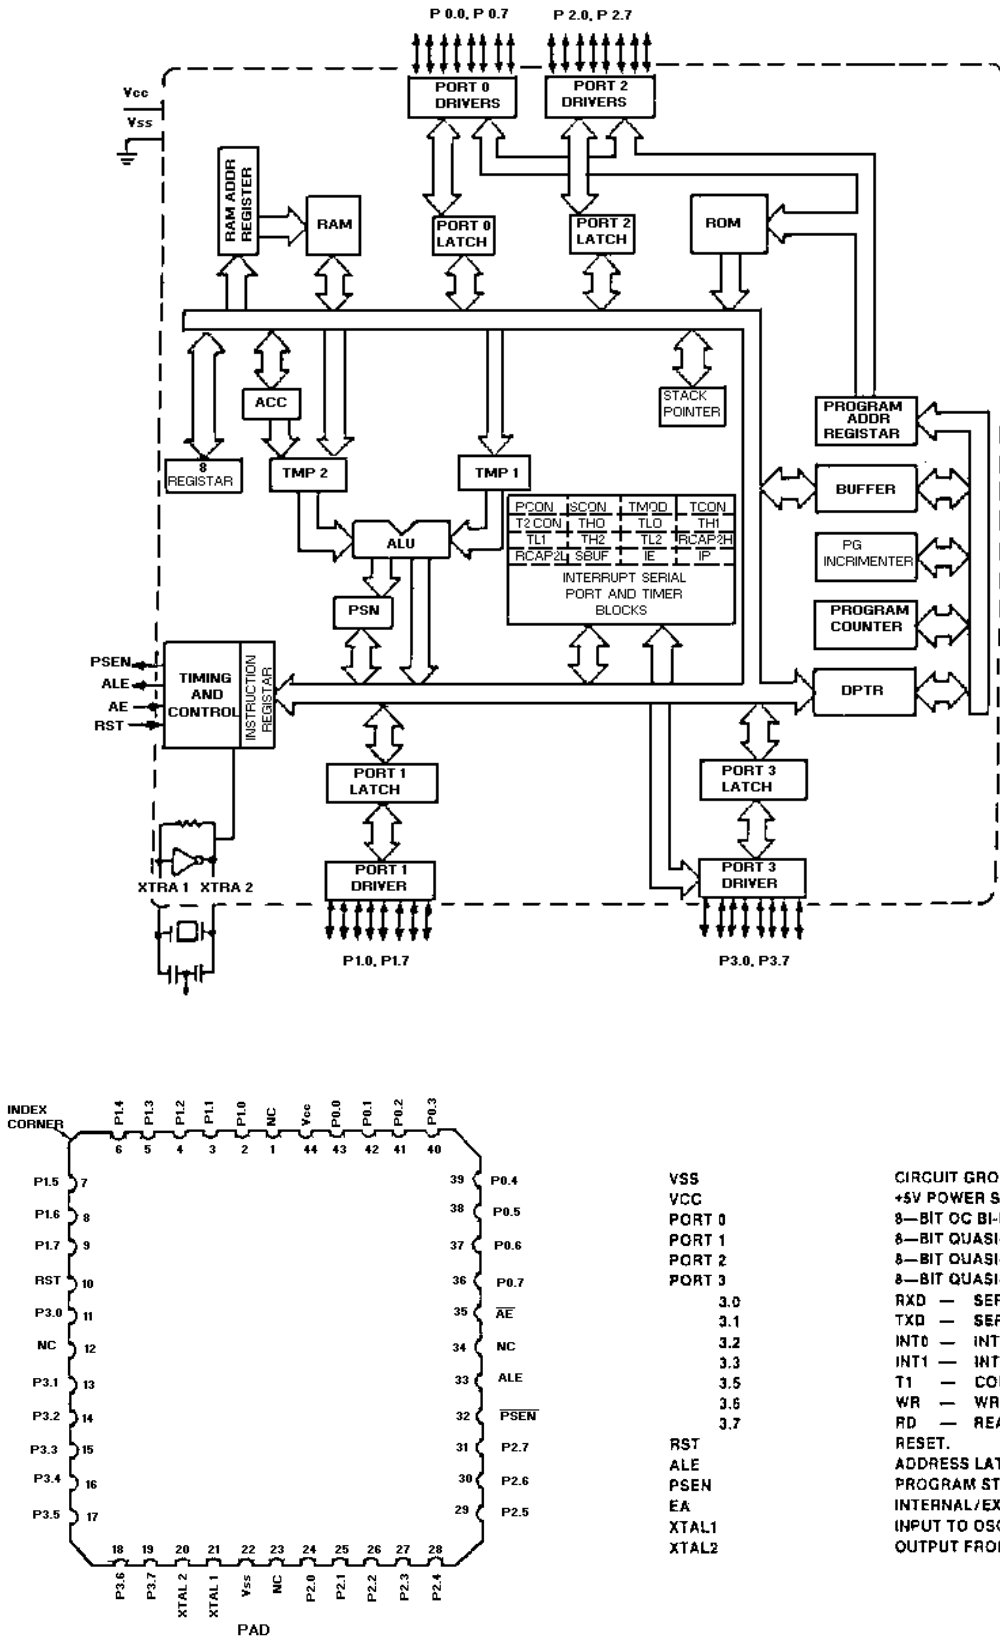 P 0.0, P 0.7
P 2.0, P 2.7
Vcc
Vss
PORT 0
DRIVERS
PORT 2
DRIVERS
RAM ADDR
REGISTER
RAM
PORT 0
LATCH
PORT 2
LATCH
ROM
ACC
STACK
POINTER
PROGRAM
ADDR
REGISTAR
8
REGISTAR
TMP 2
TMP 1
BUFFER
PCON SCON TMOD TCON
T2 CON TH0 TL0 TH1
TL1 TH2 TL2 RCAP2H
RCAP2L SBUF IE IP
INTERRUPT SERIAL
PORT AND TIMER
BLOCKS
ALU
PG
INCRIMENTER
PSN
PROGRAM
COUNTER
PSEN
ALE
AE
RST
TIMING
AND
CONTROL
INSTRUCTION
REGISTAR
DPTR
PORT 1
LATCH
PORT 3
LATCH
XTRA 1 XTRA 2
PORT 1
DRIVER
PORT 3
DRIVER
P1.0, P1.7
P3.0, P3.7
INDEX
CORNER
P1.4 P1.3 P1.2 P1.1 P1.0 NC Vcc P0.0 P0.1 P0.2 P0.3
6 5 4 3 2 1 44 43 42 41 40
P1.5 7
P1.6 8
P1.7 9
RST 10
P3.0 11
NC 12
P3.1 13
P3.2 14
P3.3 15
P3.4 16
P3.5 17
39 P0.4
38 P0.5
37 P0.6
36 P0.7
35 AE
34 NC
33 ALE
32 PSEN
31 P2.7
30 P2.6
29 P2.5
18 19 20 21 22 23 24 25 26 27 28
P3.6 P3.7 XTAL 2 XTAL 1 Vss NC P2.0 P2.1 P2.2 P2.3 P2.4
PAD
VSS CIRCUIT GRO
VCC +5V POWER S
PORT 0 8—BIT OC BI-
PORT 1 8—BIT QUASI
PORT 2 8—BIT QUASI
PORT 3 8—BIT QUASI
3.0 RXD — SER
3.1 TXD — SER
3.2 INT0 — INT
3.3 INT1 — INT
3.5 T1 — CO
3.6 WR — WR
3.7 RD — REA
RST RESET.
ALE ADDRESS LAT
PSEN PROGRAM ST
EA INTERNAL/EX
XTAL1 INPUT TO OSC
XTAL2 OUTPUT FRO